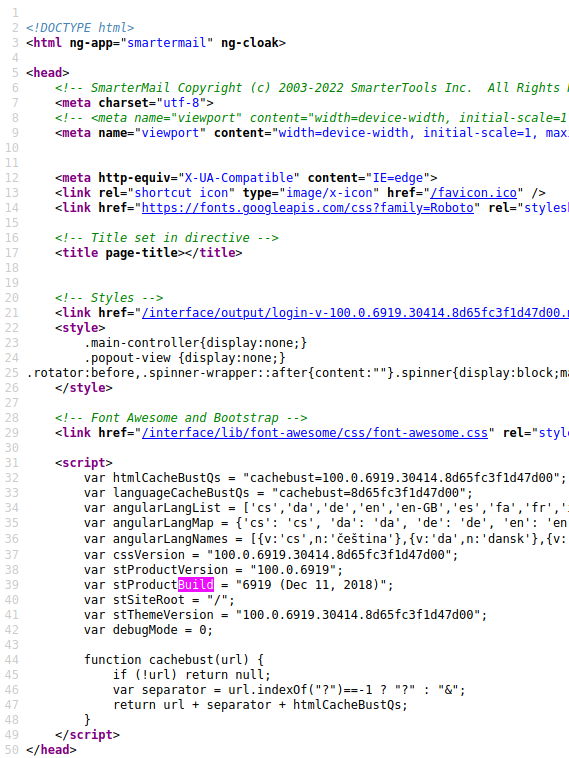 1
2 <!DOCTYPE html>
3 <html ng-app="smartermail" ng-cloak>
4
5 <head>
6 <!-- SmarterMail Copyright (c) 2003-2022 SmarterTools Inc.  All Rights
7 <meta charset="utf-8">
8 <!-- <meta name="viewport" content="width=device-width, initial-scale=1
9 <meta name="viewport" content="width=device-width, initial-scale=1, maxi
10
11
12 <meta http-equiv="X-UA-Compatible" content="IE=edge">
13 <link rel="shortcut icon" type="image/x-icon" href="/favicon.ico" />
14 <link href="https://fonts.googleapis.com/css?family=Roboto" rel="stylesh
15
16 <!-- Title set in directive -->
17 <title page-title></title>
18
19
20 <!-- Styles -->
21 <link href="/interface/output/login-v-100.0.6919.30414.8d65fc3f1d47d00.m
22 <style>
23 .main-controller{display:none;}
24 .popout-view {display:none;}
25 .rotator:before,.spinner-wrapper::after{content:""}.spinner{display:block;ma
26 </style>
27
28 <!-- Font Awesome and Bootstrap -->
29 <link href="/interface/lib/font-awesome/css/font-awesome.css" rel="style
30
31 <script>
32 var htmlCacheBustQs = "cachebust=100.0.6919.30414.8d65fc3f1d47d00";
33 var languageCacheBustQs = "cachebust=8d65fc3f1d47d00";
34 var angularLangList = ['cs','da','de','en','en-GB','es','fa','fr',
35 var angularLangMap = {'cs': 'cs', 'da': 'da', 'de': 'de', 'en': 'en
36 var angularLangNames = [{v:'cs',n:'čeština'},{v:'da',n:'dansk'},{v:
37 var cssVersion = "100.0.6919.30414.8d65fc3f1d47d00";
38 var stProductVersion = "100.0.6919";
39 var stProductBuild = "6919 (Dec 11, 2018)";
40 var stSiteRoot = "/";
41 var stThemeVersion = "100.0.6919.30414.8d65fc3f1d47d00";
42 var debugMode = 0;
43
44 function cachebust(url) {
45 if (!url) return null;
46 var separator = url.indexOf("?")==-1 ? "?" : "&";
47 return url + separator + htmlCacheBustQs;
48 }
49 </script>
50 </head>